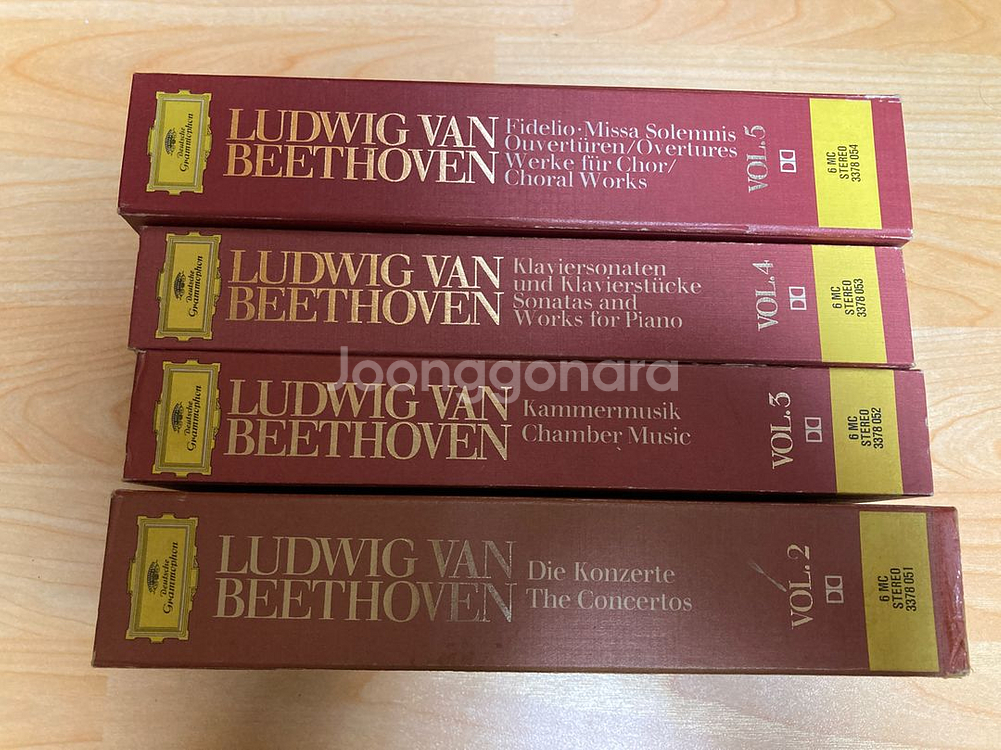 Deutsche
Grammophon
LUDWIG VAN
BEETHOVEN
Fidelio · Missa Solemnis
Ouvertüren/Overtures
Werke für Chor/
Choral Works
VOL. 5
6 MC
STEREO
3378 054
Deutsche
Grammophon
LUDWIG VAN
BEETHOVEN
Klaviersonaten
und Klavierstücke
Sonatas and
Works for Piano
VOL. 4
6 MC
STEREO
3378 053
Joonggonara
Deutsche
Grammophon
LUDWIG VAN
BEETHOVEN
Kammermusik
Chamber Music
VOL. 3
6 MC
STEREO
3378 052
Deutsche
Grammophon
LUDWIG VAN
BEETHOVEN
Die Konzerte
The Concertos
VOL. 2
6 MC
STEREO
3378 051